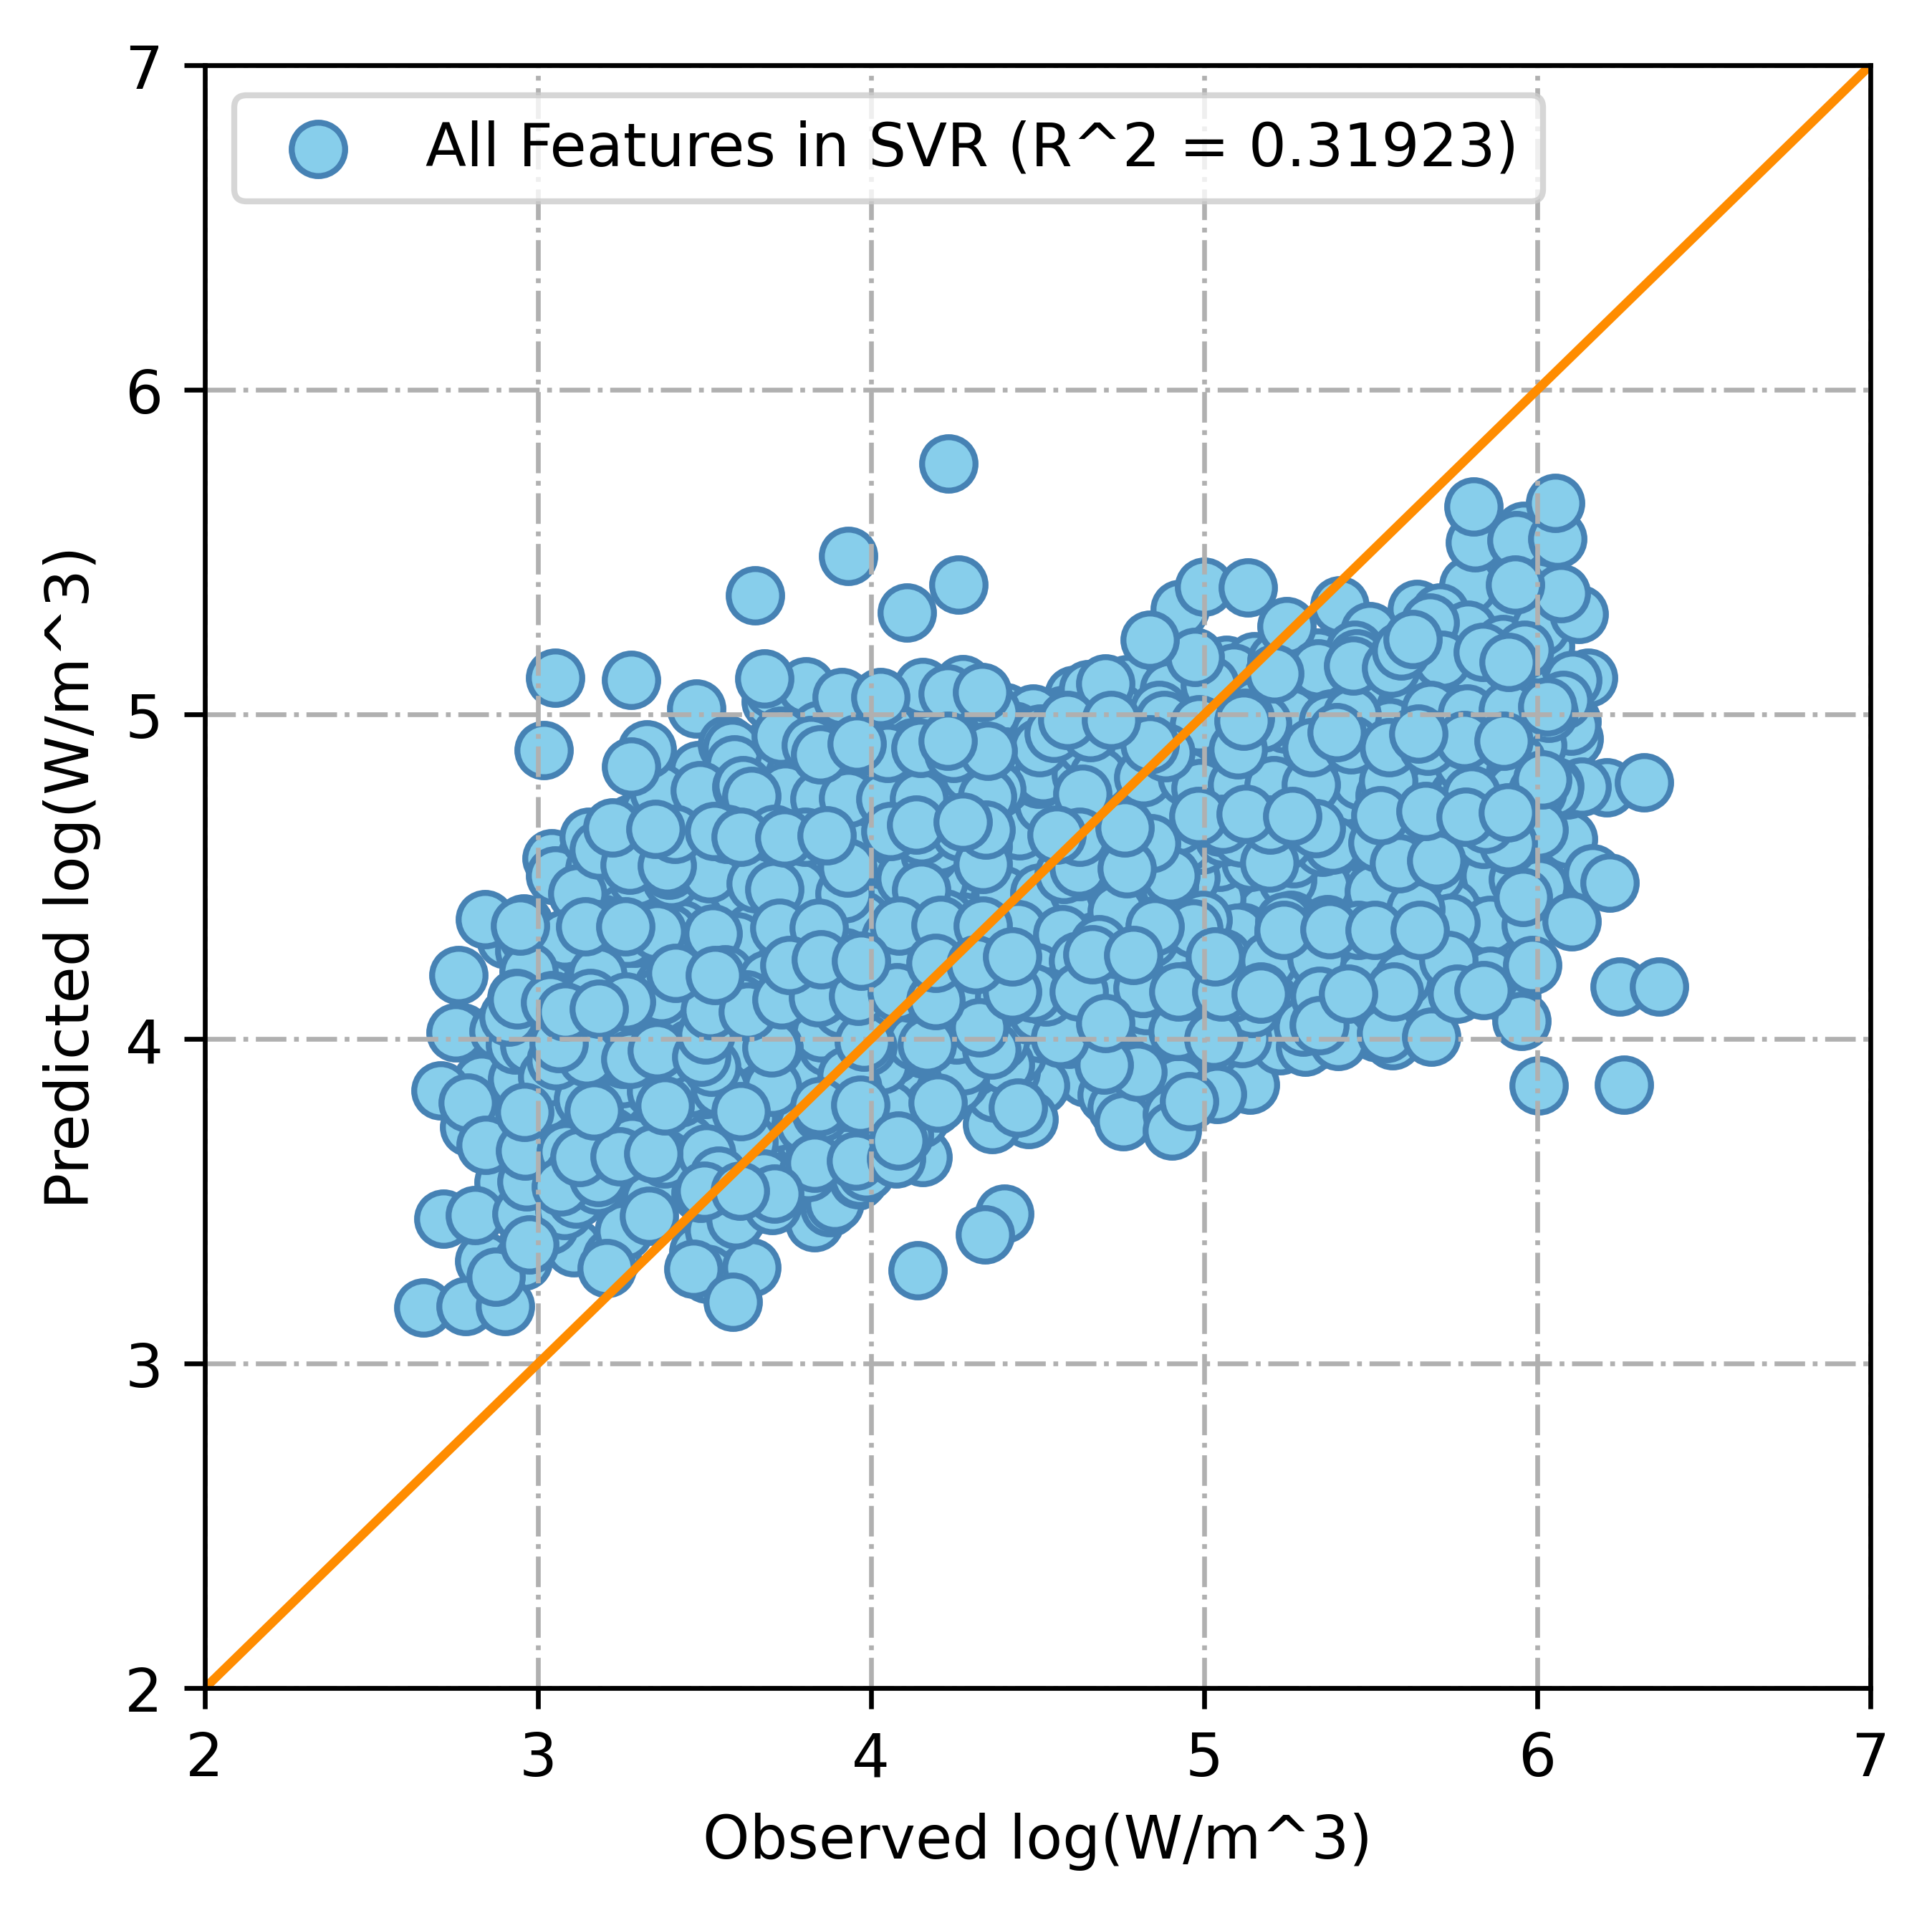 7
All Features in SVR (R^2 = 0.31923)
6
5
4
3
2
Predicted log(W/m^3)
2 3 4 5 6 7
Observed log(W/m^3)